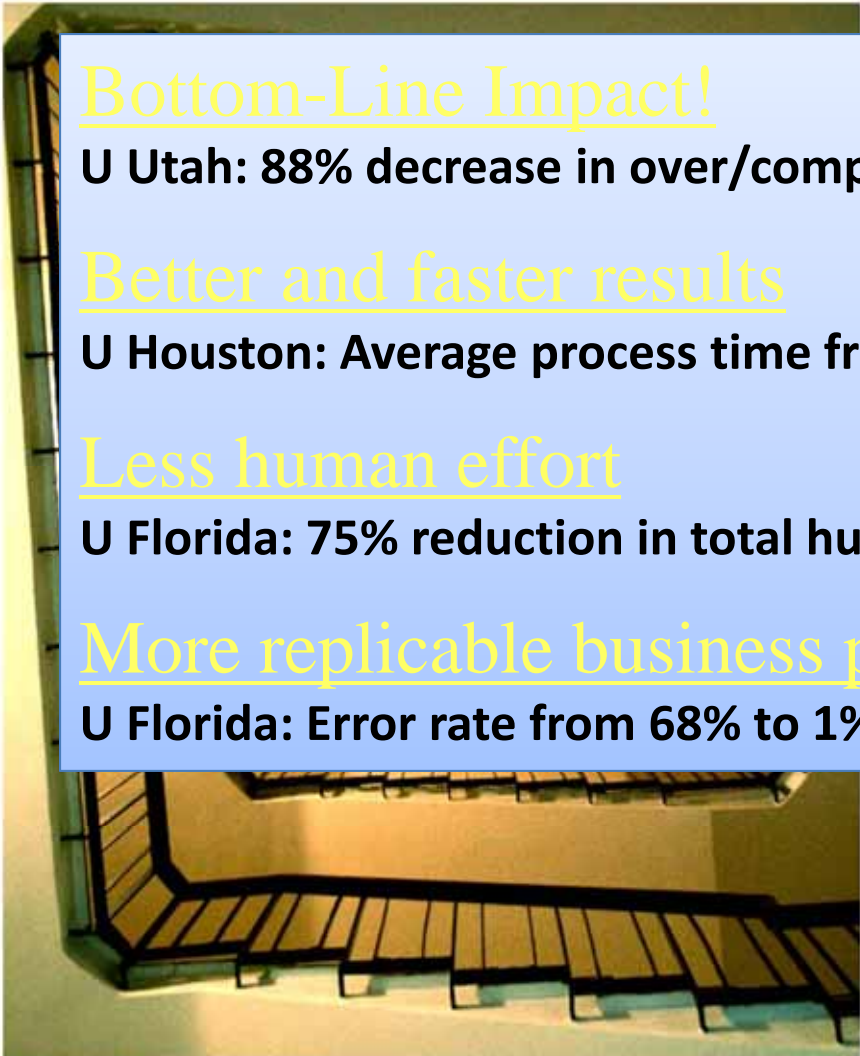 Bottom-Line Impact!
U Utah: 88% decrease in over/comp
Better and faster results
U Houston: Average process time fr
Less human effort
U Florida: 75% reduction in total hu
More replicable business p
U Florida: Error rate from 68% to 1%